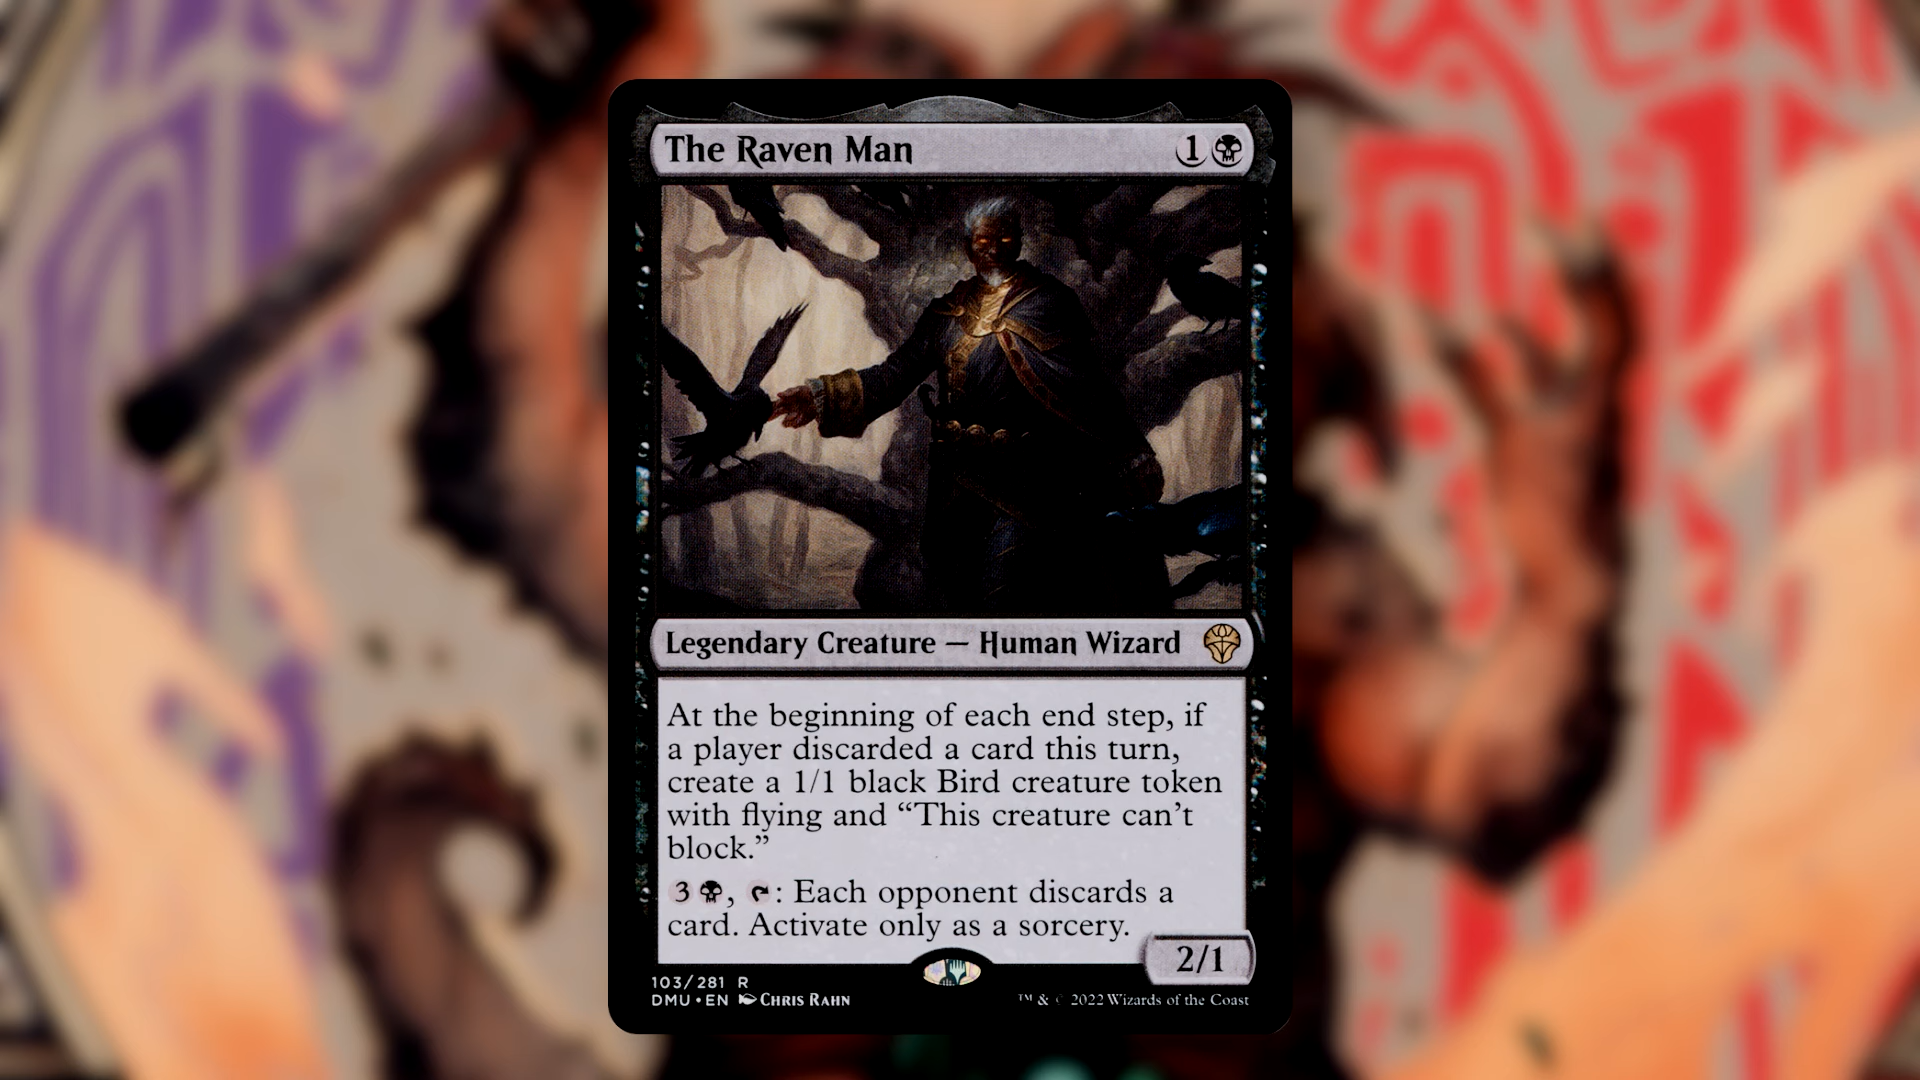 The Raven Man 1
Legendary Creature — Human Wizard
At the beginning of each end step, if
a player discarded a card this turn,
create a 1/1 black Bird creature token
with flying and “This creature can’t
block.”
3 , : Each opponent discards a
card. Activate only as a sorcery.
2/1
103/281 R
DMU • EN Chris Rahn
™ & © 2022 Wizards of the Coast